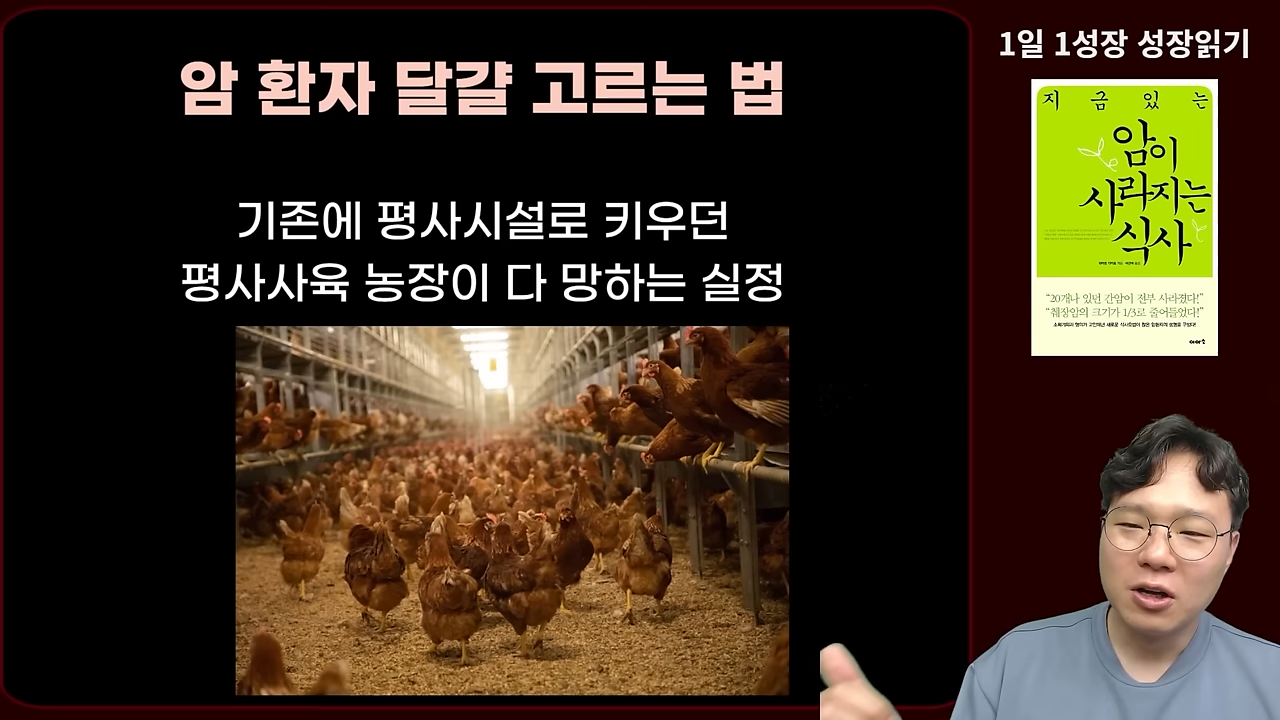 암 환자 달걀 고르는 법
기존에 평사시설로 키우던
평사사육 농장이 다 망하는 실정
1일 1성장 성장읽기
지금있는
암이
사라지는
식사
“20개나 있던 간암이 전부 사라졌다!”
“췌장암의 크기가 1/3로 줄어들었다!”